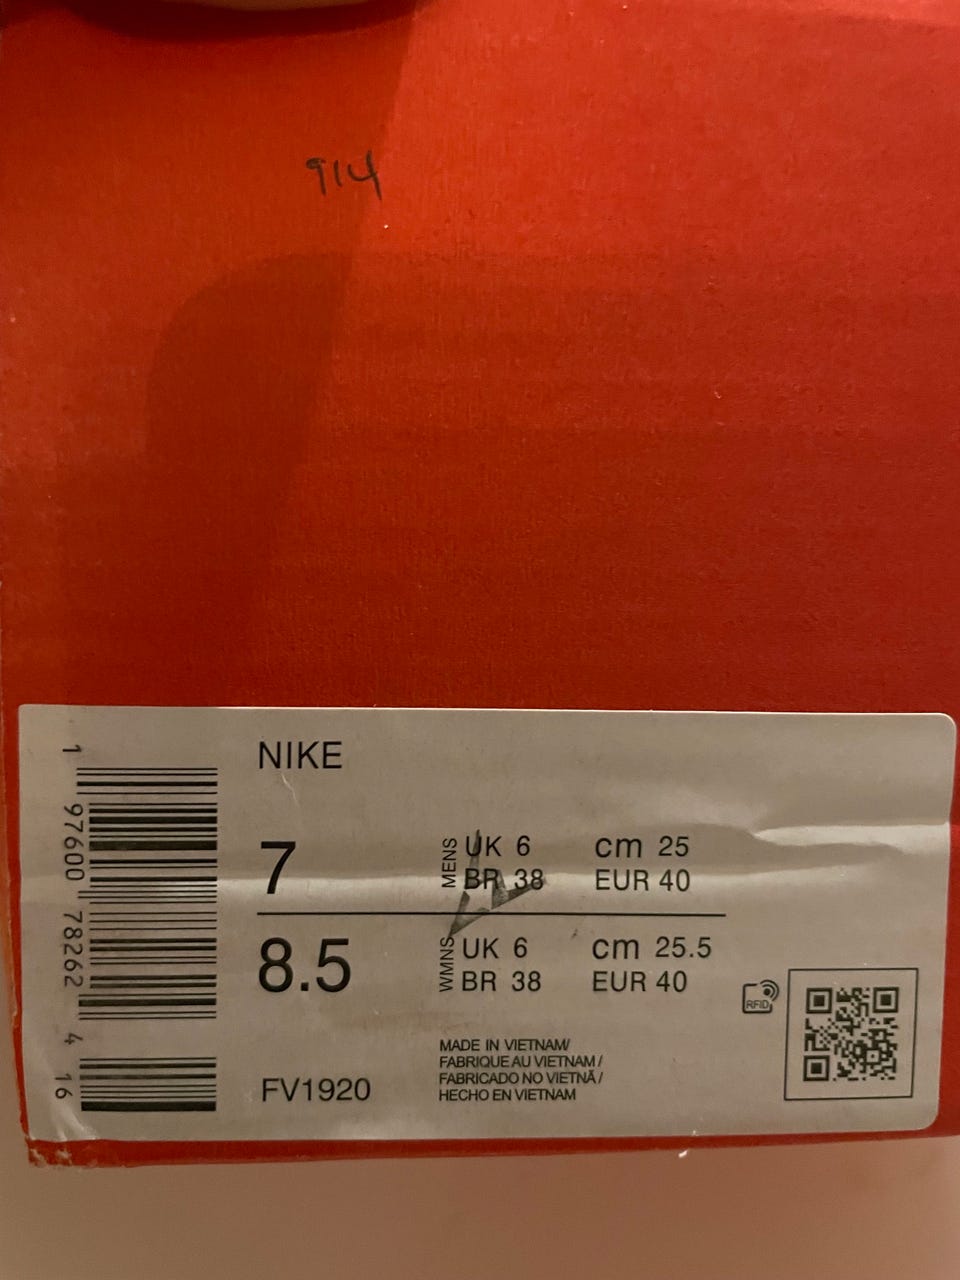 914
NIKE
7
MENS
UK 6 cm 25
BR 38 EUR 40
8.5
WMNS
UK 6 cm 25.5
BR 38 EUR 40
MADE IN VIETNAM/
FABRIQUE AU VIETNAM /
FABRICADO NO VIETNÃ /
HECHO EN VIETNAM
FV1920
RFID
1 97600 78262 4 16